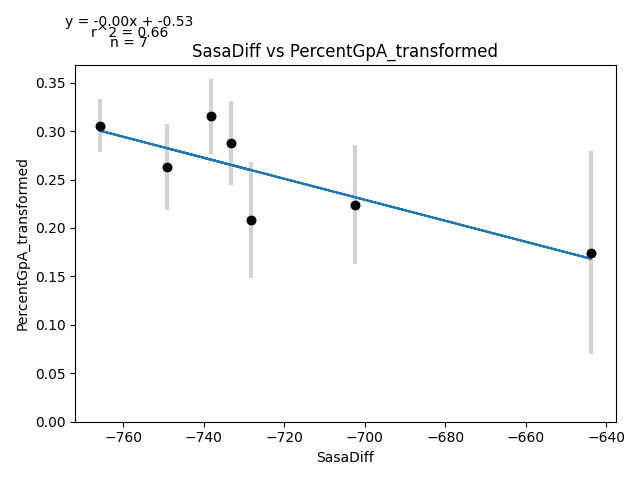 y = -0.00x + -0.53
r^2 = 0.66
n = 7
SasaDiff vs PercentGpA_transformed
PercentGpA_transformed
0.35
0.30
0.25
0.20
0.15
0.10
0.05
0.00
−760
−740
−720
−700
−680
−660
−640
SasaDiff